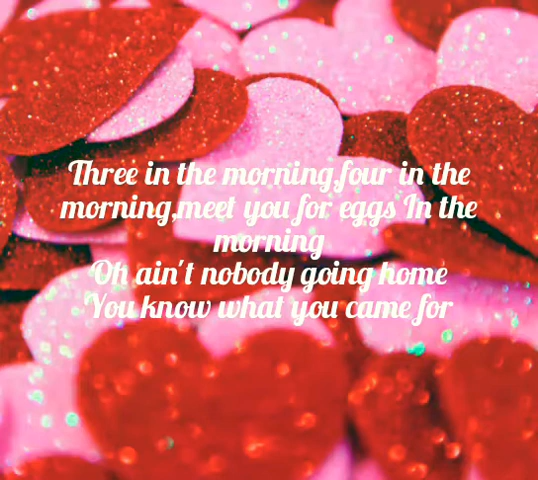 Three in the morning,four in the
morning,meet you for eggs In the
morning
Oh ain't nobody going home
You know what you came for